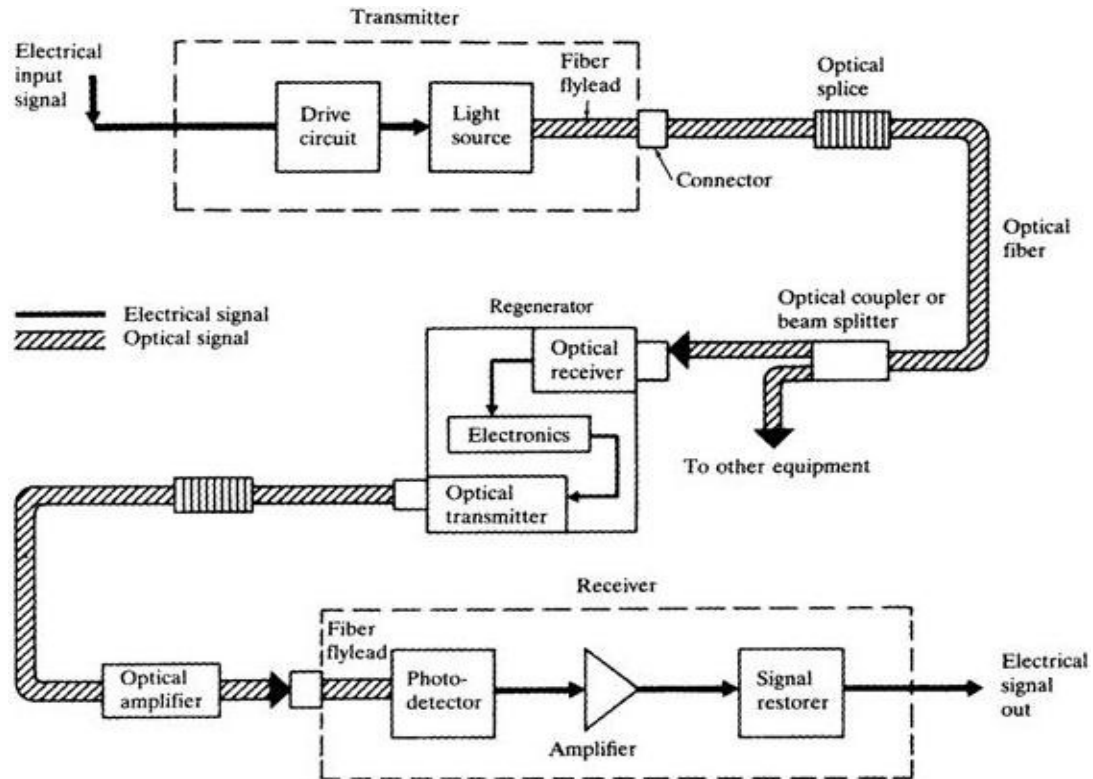 Transmitter
Electrical
input
signal
Drive
circuit
Light
source
Fiber
flylead
Connector
Optical
splice
Optical
fiber
Electrical signal
Optical signal
Regenerator
Optical
receiver
Electronics
Optical
transmitter
Optical coupler or
beam splitter
To other equipment
Receiver
Optical
amplifier
Fiber
flylead
Photo-
detector
Amplifier
Signal
restorer
Electrical
signal
out